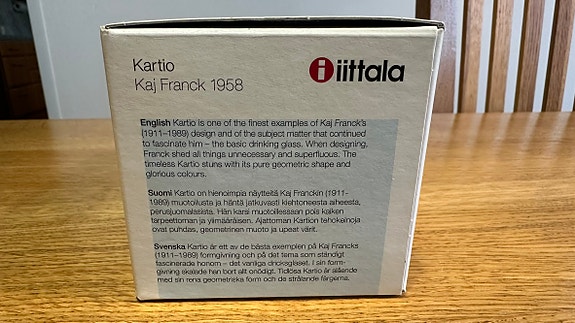 Kartio
Kaj Franck 1958
iittala
English Kartio is one of the finest examples of Kaj Franck's
(1911–1989) design and of the subject matter that continued
to fascinate him – the basic drinking glass. When designing,
Franck shed all things unnecessary and superfluous. The
timeless Kartio stuns with its pure geometric shape and
glorious colours.
Suomi Kartio on hienoimpia näytteitä Kaj Franckin (1911-
1989) muotoilusta ja häntä jatkuvasti kiehtoneesta aiheesta,
perusjuomalasista. Hän karsi muotoillessaan pois kaiken
tarpeettoman ja ylimääräisen. Ajattoman Kartion tehokeinoja
ovat puhdas, geometrinen muoto ja upeat värit.
Svenska Kartio är ett av de bästa exemplen på Kaj Francks
(1911–1989) formgivning och på det tema som ständigt
fascinerade honom – det vanliga dricksglaset. I sin form-
givning skalade han bort allt onödigt. Tidlösa Kartio är slående
med sin rena geometriska form och de strålande färgerna.